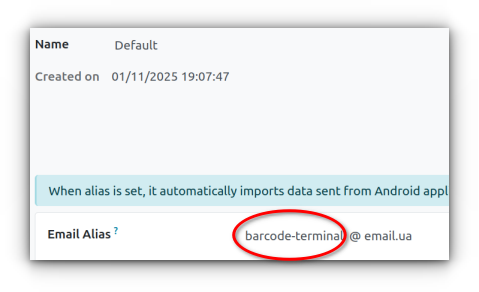 Name Default
Created on 01/11/2025 19:07:47
When alias is set, it automatically imports data sent from Android appl
Email Alias ? barcode-terminal @ email.ua